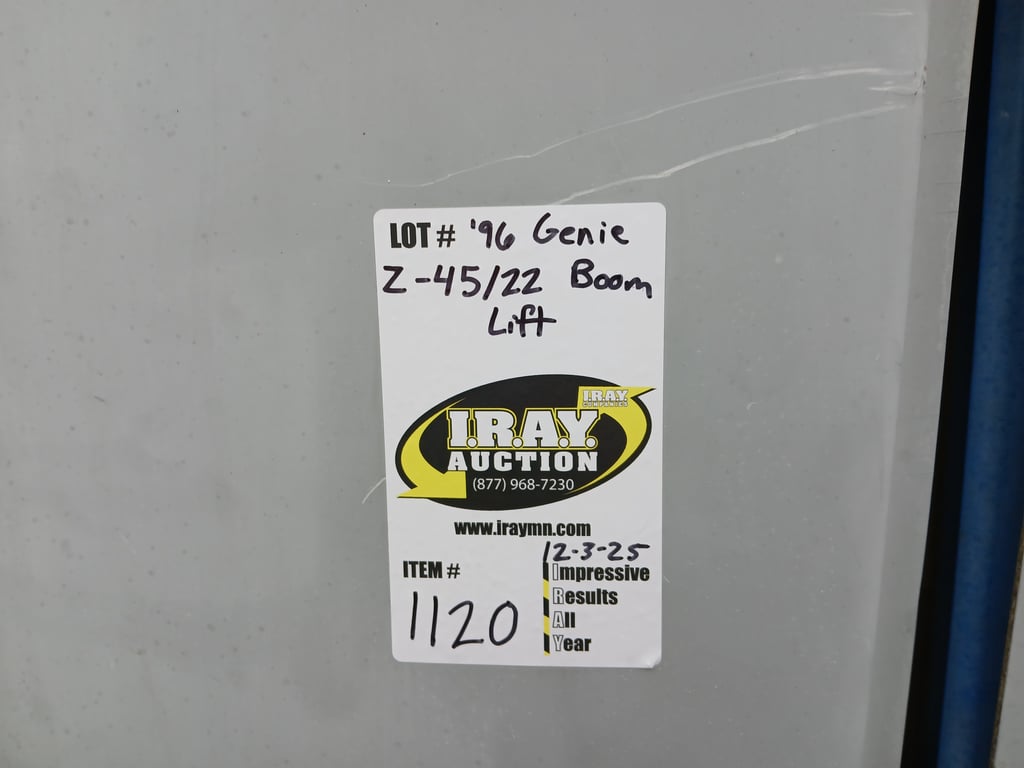 LOT # '96 Genie
Z-45/22 Boom
Lift
I.R.A.Y.
COMPANIES
I.R.A.Y.
AUCTION
(877) 968-7230
www.iraymn.com
12-3-25
ITEM #
1120
Impressive
Results
All
Year